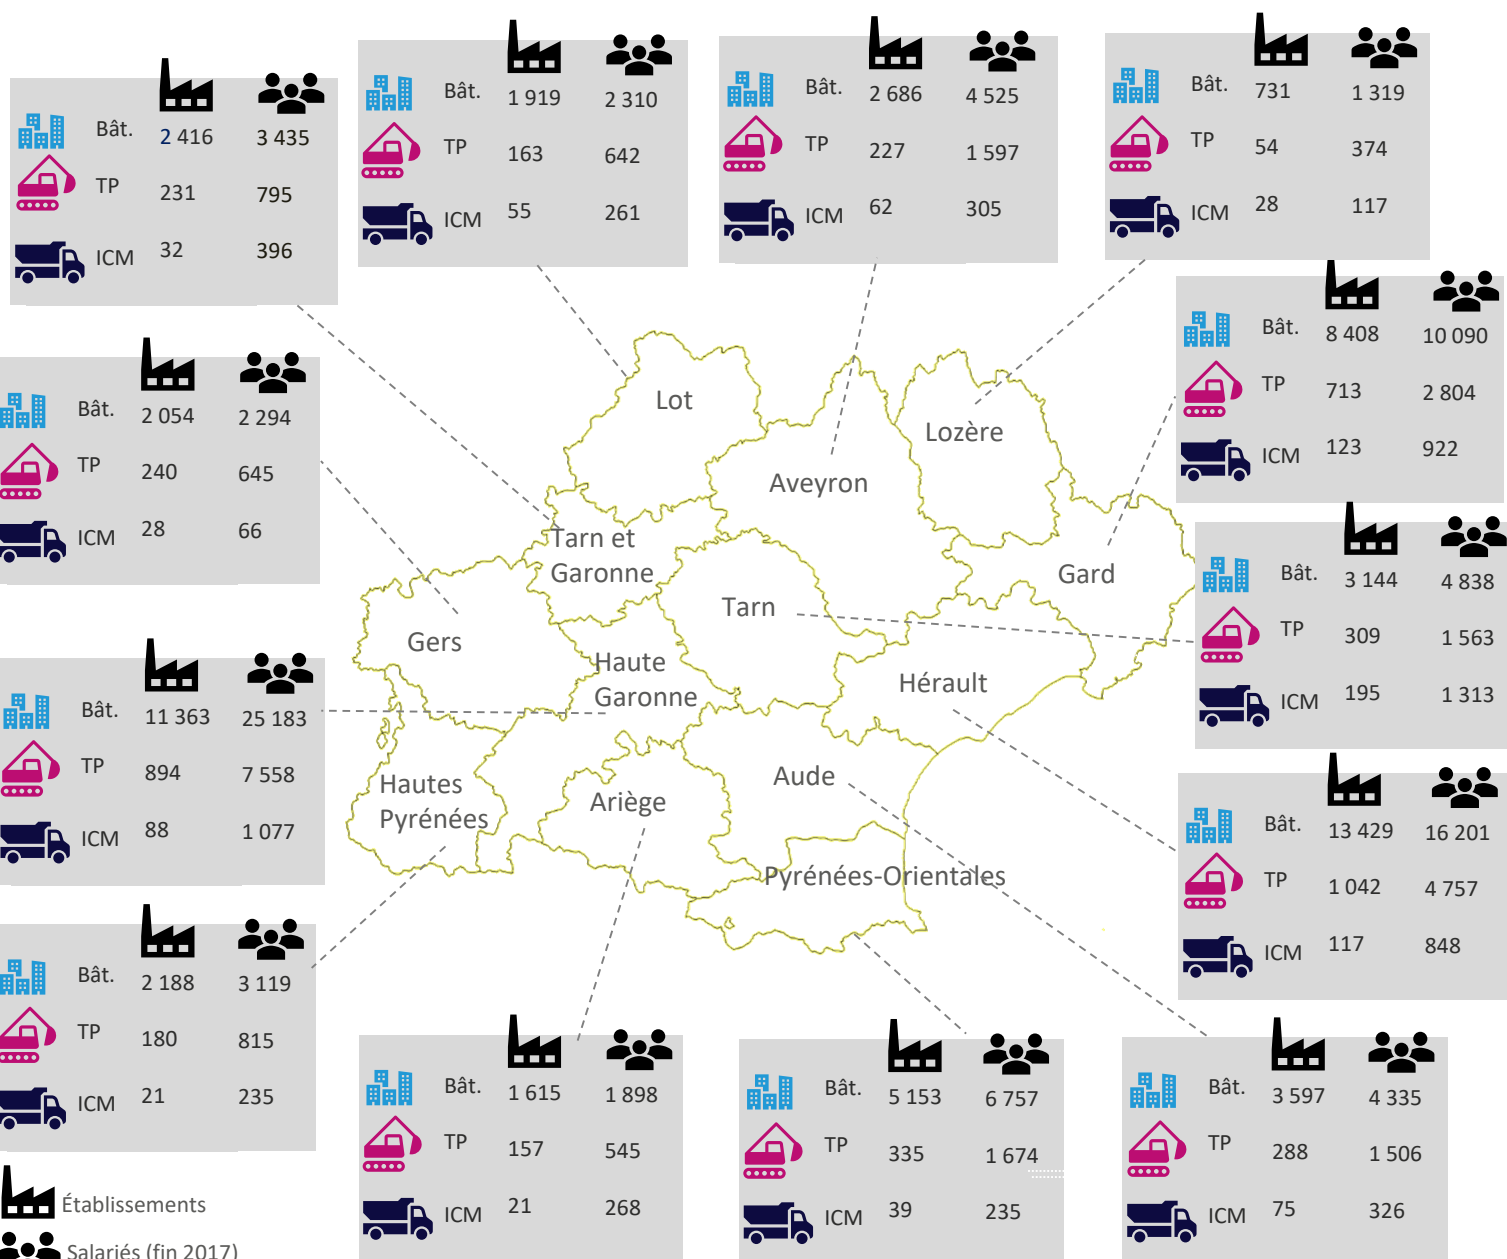 Bât. 2 416 3 435
TP 231 795
ICM 32 396
Bât. 1 919 2 310
TP 163 642
ICM 55 261
Bât. 2 686 4 525
TP 227 1 597
ICM 62 305
Bât. 731 1 319
TP 54 374
ICM 28 117
Bât. 8 408 10 090
TP 713 2 804
ICM 123 922
Bât. 2 054 2 294
TP 240 645
ICM 28 66
Bât. 3 144 4 838
TP 309 1 563
ICM 195 1 313
Bât. 11 363 25 183
TP 894 7 558
ICM 88 1 077
Bât. 13 429 16 201
TP 1 042 4 757
ICM 117 848
Bât. 2 188 3 119
TP 180 815
ICM 21 235
Bât. 1 615 1 898
TP 157 545
ICM 21 268
Bât. 5 153 6 757
TP 335 1 674
ICM 39 235
Bât. 3 597 4 335
TP 288 1 506
ICM 75 326
Lot
Lozère
Aveyron
Tarn et
Garonne
Gard
Tarn
Gers
Haute
Garonne
Hérault
Hautes
Pyrénées
Ariège
Aude
Pyrénées-Orientales
Établissements
Salariés (fin 2017)